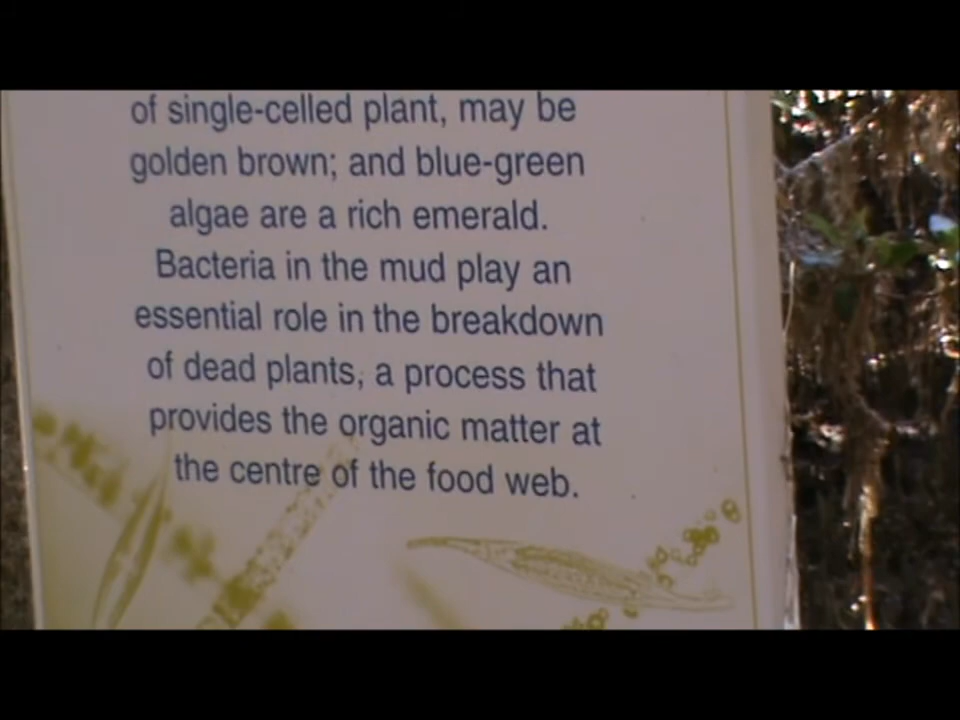 of single-celled plant, may be
golden brown; and blue-green
algae are a rich emerald.
Bacteria in the mud play an
essential role in the breakdown
of dead plants, a process that
provides the organic matter at
the centre of the food web.